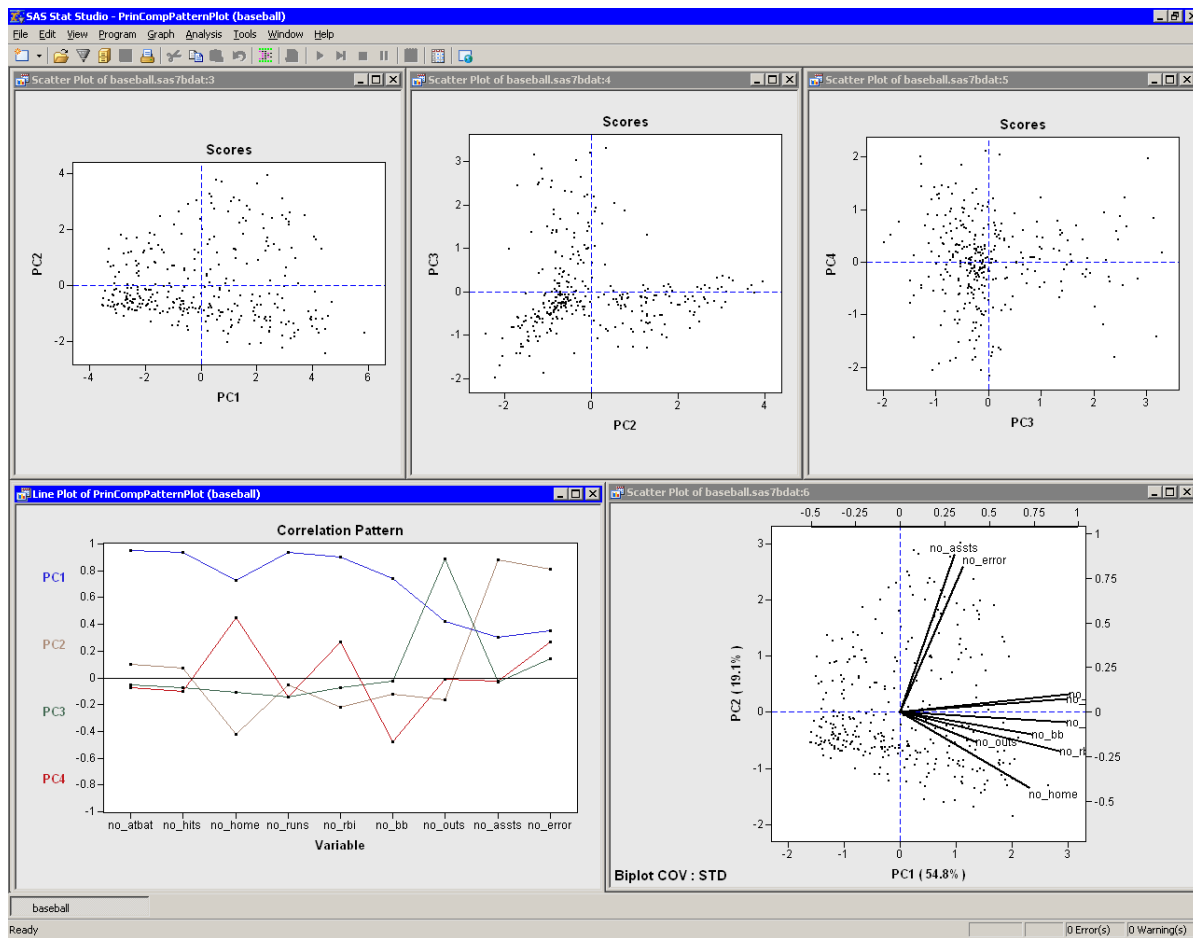 SAS Stat Studio - PrinCompPatternPlot (baseball)
File Edit View Program Graph Analysis Tools Window Help
Scatter Plot of baseball.sas7bdat:3
Scores
4
2
0
-2
PC2
-4 -2 0 2 4 6
PC1
Scatter Plot of baseball.sas7bdat:4
Scores
3
2
1
0
-1
-2
PC3
-2 0 2 4
PC2
Scatter Plot of baseball.sas7bdat:5
Scores
2
1
0
-1
-2
PC4
-2 -1 0 1 2 3
PC3
Line Plot of PrinCompPatternPlot (baseball)
Correlation Pattern
PC1
PC2
PC3
PC4
1
0.8
0.6
0.4
0.2
0
-0.2
-0.4
-0.6
-0.8
-1
no_atbat no_hits no_home no_runs no_rbi no_bb no_outs no_assts no_error
Variable
Scatter Plot of baseball.sas7bdat:6
-0.5 -0.25 0 0.25 0.5 0.75 1
3
2
1
0
-1
-2
PC2 ( 19.1% )
1
0.75
0.5
0.25
0
-0.25
-0.5
no_assts
no_error
no_
no_
no_
no_bb
no_outs
no_rb
no_home
-2 -1 0 1 2 3
PC1 ( 54.8% )
Biplot COV : STD
baseball
Ready
0 Error(s) 0 Warning(s)